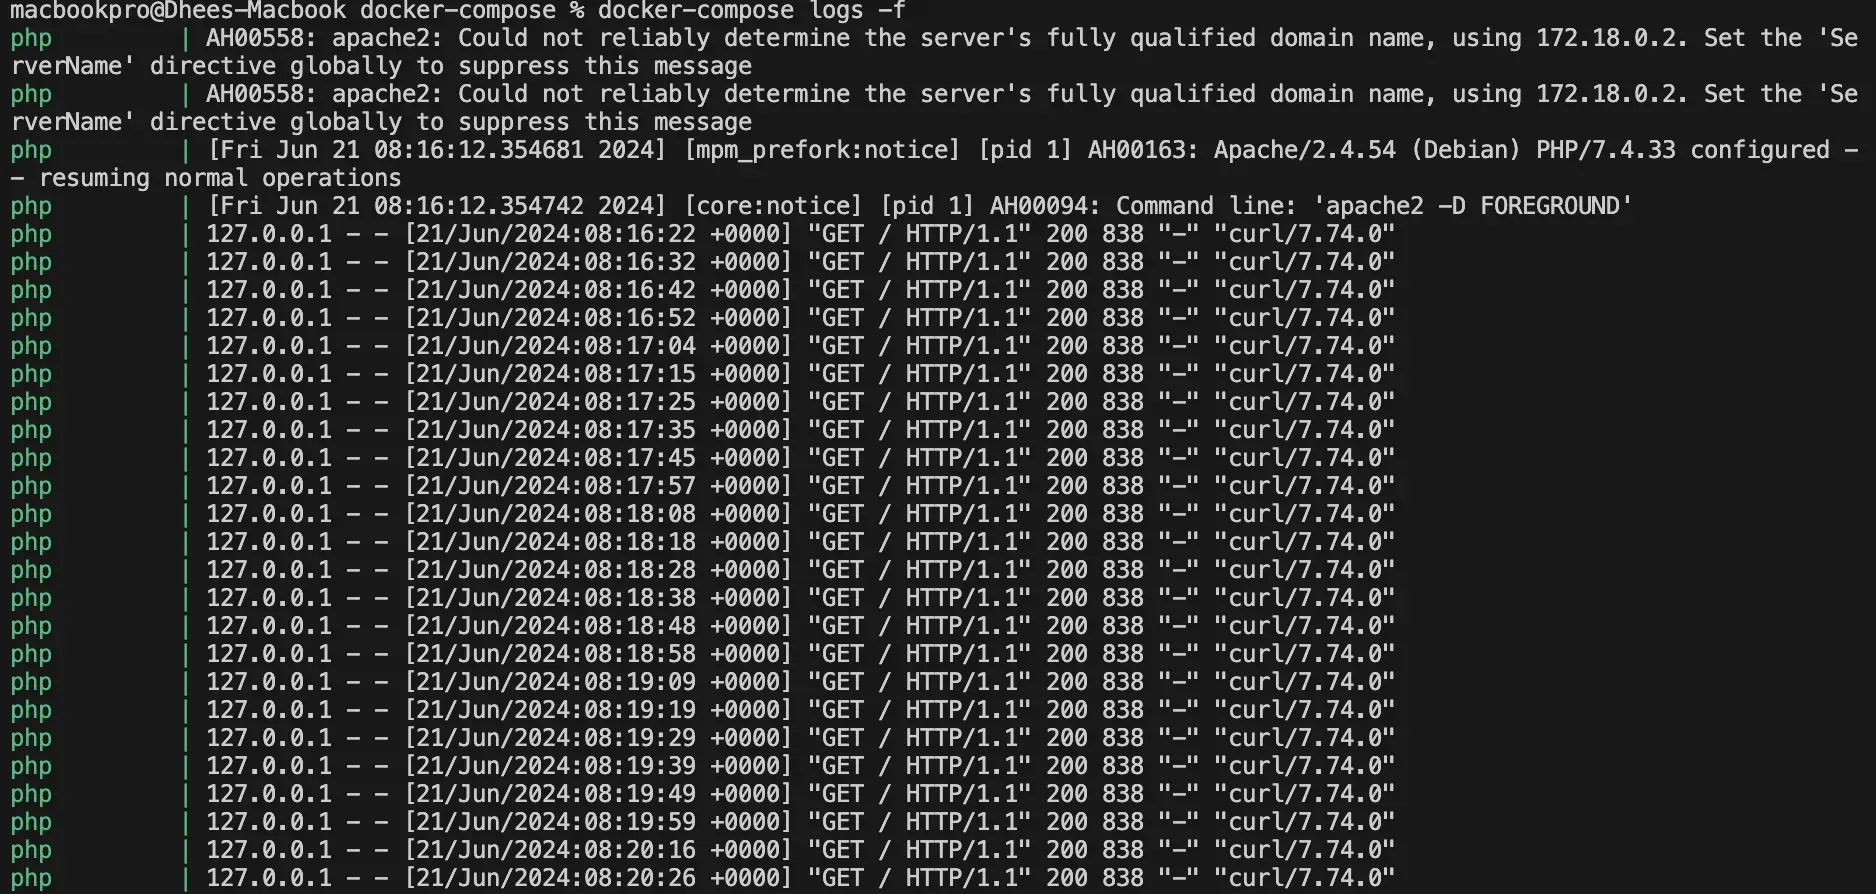 macbookpro@Dhees-Macbook docker-compose % docker-compose logs -f
php | AH00558: apache2: Could not reliably determine the server's fully qualified domain name, using 172.18.0.2. Set the 'Se
rverName' directive globally to suppress this message
php | AH00558: apache2: Could not reliably determine the server's fully qualified domain name, using 172.18.0.2. Set the 'Se
rverName' directive globally to suppress this message
php | [Fri Jun 21 08:16:12.354681 2024] [mpm_prefork:notice] [pid 1] AH00163: Apache/2.4.54 (Debian) PHP/7.4.33 configured -
- resuming normal operations
php | [Fri Jun 21 08:16:12.354742 2024] [core:notice] [pid 1] AH00094: Command line: 'apache2 -D FOREGROUND'
php | 127.0.0.1 - - [21/Jun/2024:08:16:22 +0000] "GET / HTTP/1.1" 200 838 "-" "curl/7.74.0"
php | 127.0.0.1 - - [21/Jun/2024:08:16:32 +0000] "GET / HTTP/1.1" 200 838 "-" "curl/7.74.0"
php | 127.0.0.1 - - [21/Jun/2024:08:16:42 +0000] "GET / HTTP/1.1" 200 838 "-" "curl/7.74.0"
php | 127.0.0.1 - - [21/Jun/2024:08:16:52 +0000] "GET / HTTP/1.1" 200 838 "-" "curl/7.74.0"
php | 127.0.0.1 - - [21/Jun/2024:08:17:04 +0000] "GET / HTTP/1.1" 200 838 "-" "curl/7.74.0"
php | 127.0.0.1 - - [21/Jun/2024:08:17:15 +0000] "GET / HTTP/1.1" 200 838 "-" "curl/7.74.0"
php | 127.0.0.1 - - [21/Jun/2024:08:17:25 +0000] "GET / HTTP/1.1" 200 838 "-" "curl/7.74.0"
php | 127.0.0.1 - - [21/Jun/2024:08:17:35 +0000] "GET / HTTP/1.1" 200 838 "-" "curl/7.74.0"
php | 127.0.0.1 - - [21/Jun/2024:08:17:45 +0000] "GET / HTTP/1.1" 200 838 "-" "curl/7.74.0"
php | 127.0.0.1 - - [21/Jun/2024:08:17:57 +0000] "GET / HTTP/1.1" 200 838 "-" "curl/7.74.0"
php | 127.0.0.1 - - [21/Jun/2024:08:18:08 +0000] "GET / HTTP/1.1" 200 838 "-" "curl/7.74.0"
php | 127.0.0.1 - - [21/Jun/2024:08:18:18 +0000] "GET / HTTP/1.1" 200 838 "-" "curl/7.74.0"
php | 127.0.0.1 - - [21/Jun/2024:08:18:28 +0000] "GET / HTTP/1.1" 200 838 "-" "curl/7.74.0"
php | 127.0.0.1 - - [21/Jun/2024:08:18:38 +0000] "GET / HTTP/1.1" 200 838 "-" "curl/7.74.0"
php | 127.0.0.1 - - [21/Jun/2024:08:18:48 +0000] "GET / HTTP/1.1" 200 838 "-" "curl/7.74.0"
php | 127.0.0.1 - - [21/Jun/2024:08:18:58 +0000] "GET / HTTP/1.1" 200 838 "-" "curl/7.74.0"
php | 127.0.0.1 - - [21/Jun/2024:08:19:09 +0000] "GET / HTTP/1.1" 200 838 "-" "curl/7.74.0"
php | 127.0.0.1 - - [21/Jun/2024:08:19:19 +0000] "GET / HTTP/1.1" 200 838 "-" "curl/7.74.0"
php | 127.0.0.1 - - [21/Jun/2024:08:19:29 +0000] "GET / HTTP/1.1" 200 838 "-" "curl/7.74.0"
php | 127.0.0.1 - - [21/Jun/2024:08:19:39 +0000] "GET / HTTP/1.1" 200 838 "-" "curl/7.74.0"
php | 127.0.0.1 - - [21/Jun/2024:08:19:49 +0000] "GET / HTTP/1.1" 200 838 "-" "curl/7.74.0"
php | 127.0.0.1 - - [21/Jun/2024:08:19:59 +0000] "GET / HTTP/1.1" 200 838 "-" "curl/7.74.0"
php | 127.0.0.1 - - [21/Jun/2024:08:20:16 +0000] "GET / HTTP/1.1" 200 838 "-" "curl/7.74.0"
php | 127.0.0.1 - - [21/Jun/2024:08:20:26 +0000] "GET / HTTP/1.1" 200 838 "-" "curl/7.74.0"